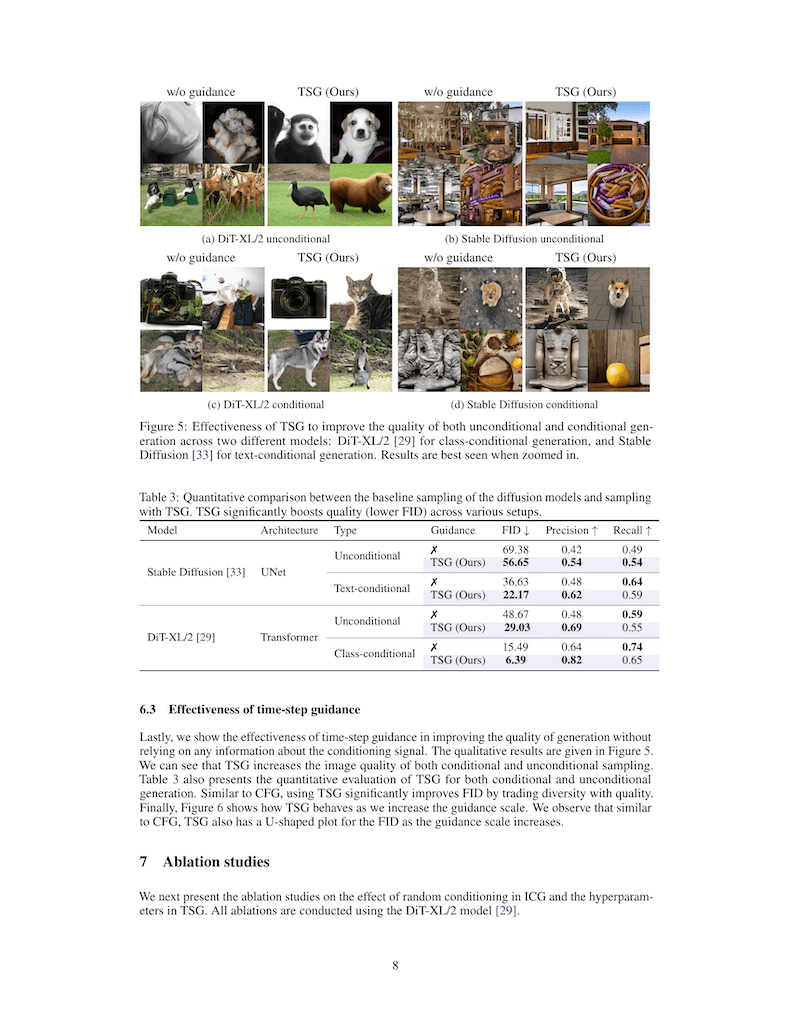 w/o guidance TSG (Ours) w/o guidance TSG (Ours)
(a) DiT-XL/2 unconditional (b) Stable Diffusion unconditional
w/o guidance TSG (Ours) w/o guidance TSG (Ours)
(c) DiT-XL/2 conditional (d) Stable Diffusion conditional
Figure 5: Effectiveness of TSG to improve the quality of both unconditional and conditional gen-
eration across two different models: DiT-XL/2 [29] for class-conditional generation, and Stable
Diffusion [33] for text-conditional generation. Results are best seen when zoomed in.
Table 3: Quantitative comparison between the baseline sampling of the diffusion models and sampling
with TSG. TSG significantly boosts quality (lower FID) across various setups.
Model Architecture Type Guidance FID ↓ Precision ↑ Recall ↑
Stable Diffusion [33] UNet Unconditional ✗ 69.38 0.42 0.49
TSG (Ours) 56.65 0.54 0.54
Text-conditional ✗ 36.63 0.48 0.64
TSG (Ours) 22.17 0.62 0.59
DiT-XL/2 [29] Transformer Unconditional ✗ 48.67 0.48 0.59
TSG (Ours) 29.03 0.69 0.55
Class-conditional ✗ 15.49 0.64 0.74
TSG (Ours) 6.39 0.82 0.65
6.3 Effectiveness of time-step guidance
Lastly, we show the effectiveness of time-step guidance in improving the quality of generation without
relying on any information about the conditioning signal. The qualitative results are given in Figure 5.
We can see that TSG increases the image quality of both conditional and unconditional sampling.
Table 3 also presents the quantitative evaluation of TSG for both conditional and unconditional
generation. Similar to CFG, using TSG significantly improves FID by trading diversity with quality.
Finally, Figure 6 shows how TSG behaves as we increase the guidance scale. We observe that similar
to CFG, TSG also has a U-shaped plot for the FID as the guidance scale increases.
7 Ablation studies
We next present the ablation studies on the effect of random conditioning in ICG and the hyperparam-
eters in TSG. All ablations are conducted using the DiT-XL/2 model [29].
8